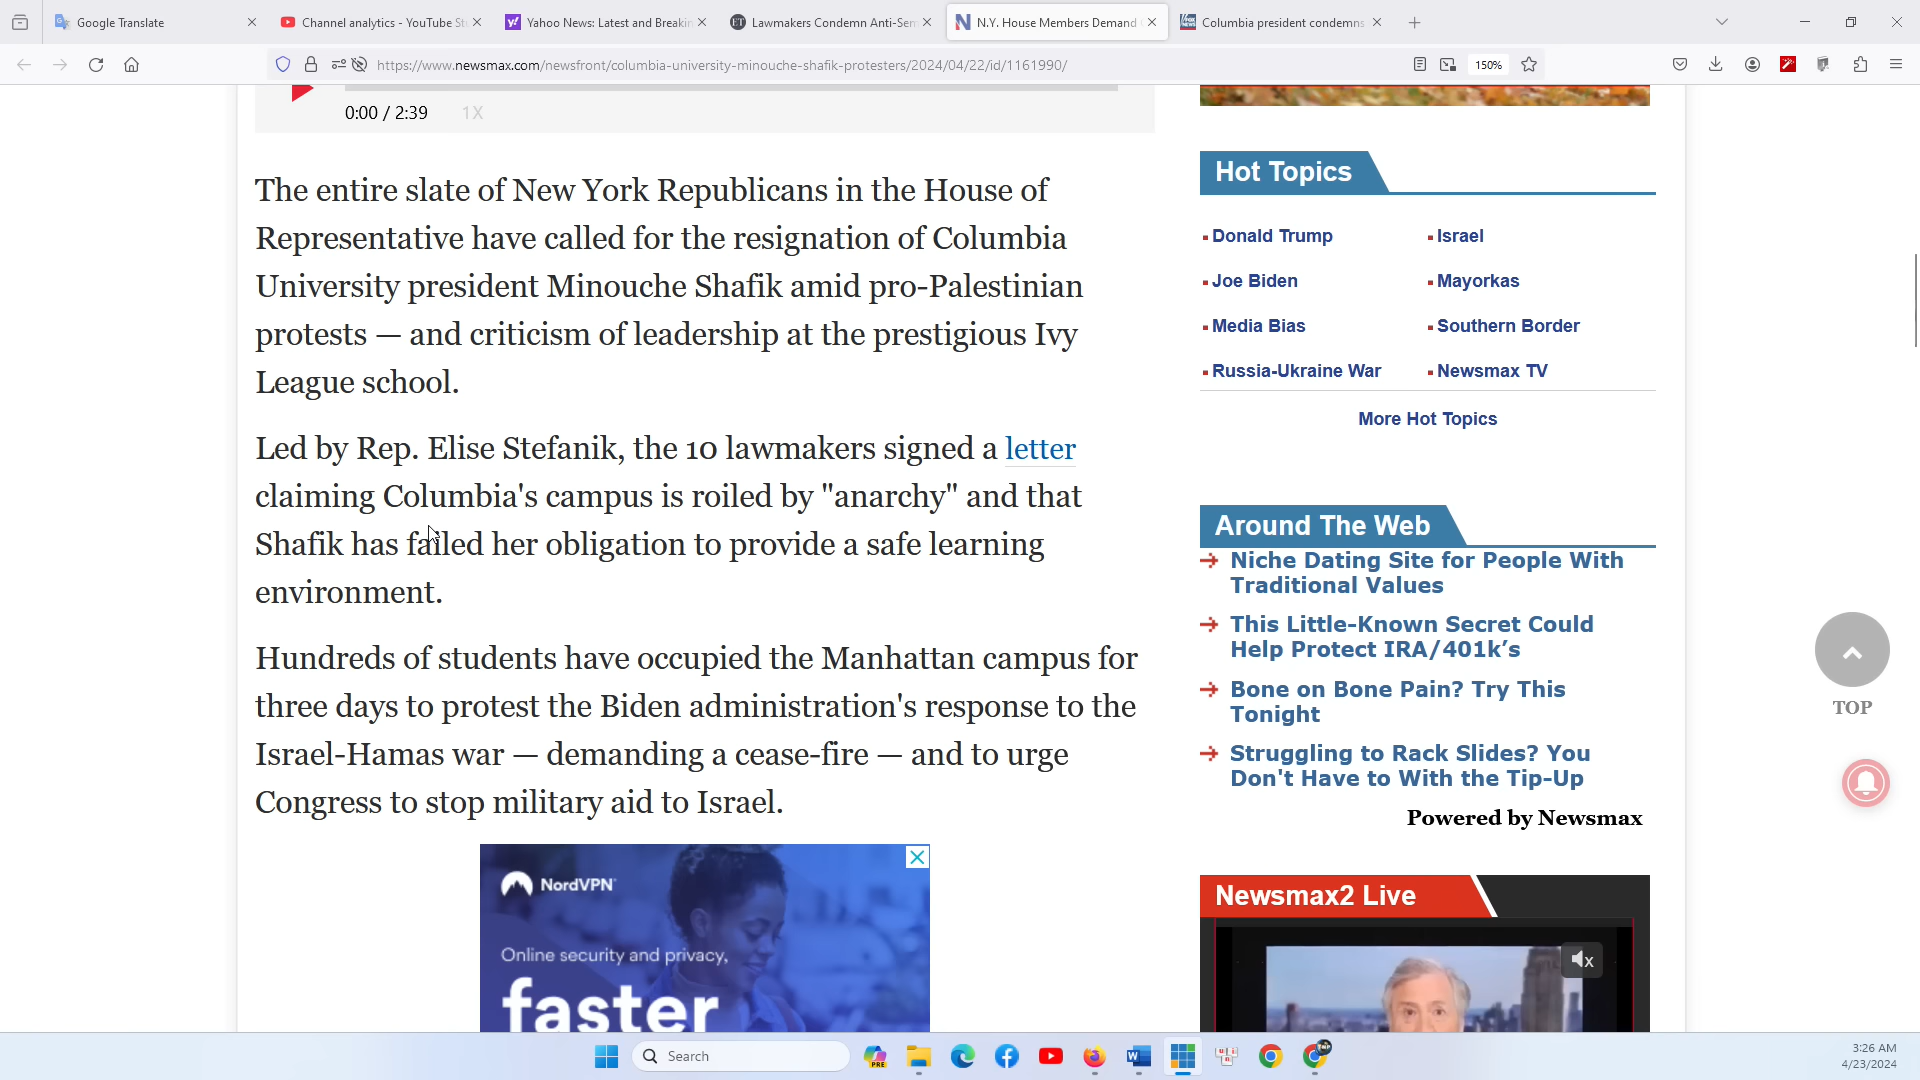 Google Translate
Channel analytics - YouTube St
Yahoo News: Latest and Breakin
Lawmakers Condemn Anti-Sem
N.Y. House Members Demand
Columbia president condemns
https://www.newsmax.com/newsfront/columbia-university-minouche-shafik-protesters/2024/04/22/id/1161990/
150%
0:00 / 2:39
1X
The entire slate of New York Republicans in the House of
Representative have called for the resignation of Columbia
University president Minouche Shafik amid pro-Palestinian
protests — and criticism of leadership at the prestigious Ivy
League school.
Led by Rep. Elise Stefanik, the 10 lawmakers signed a letter
claiming Columbia's campus is roiled by "anarchy" and that
Shafik has failed her obligation to provide a safe learning
environment.
Hundreds of students have occupied the Manhattan campus for
three days to protest the Biden administration's response to the
Israel-Hamas war — demanding a cease-fire — and to urge
Congress to stop military aid to Israel.
NordVPN
Online security and privacy,
faster
Hot Topics
Donald Trump
Israel
Joe Biden
Mayorkas
Media Bias
Southern Border
Russia-Ukraine War
Newsmax TV
More Hot Topics
Around The Web
Niche Dating Site for People With
Traditional Values
This Little-Known Secret Could
Help Protect IRA/401k’s
Bone on Bone Pain? Try This
Tonight
Struggling to Rack Slides? You
Don't Have to With the Tip-Up
Powered by Newsmax
Newsmax2 Live
TOP
Search
3:26 AM
4/23/2024